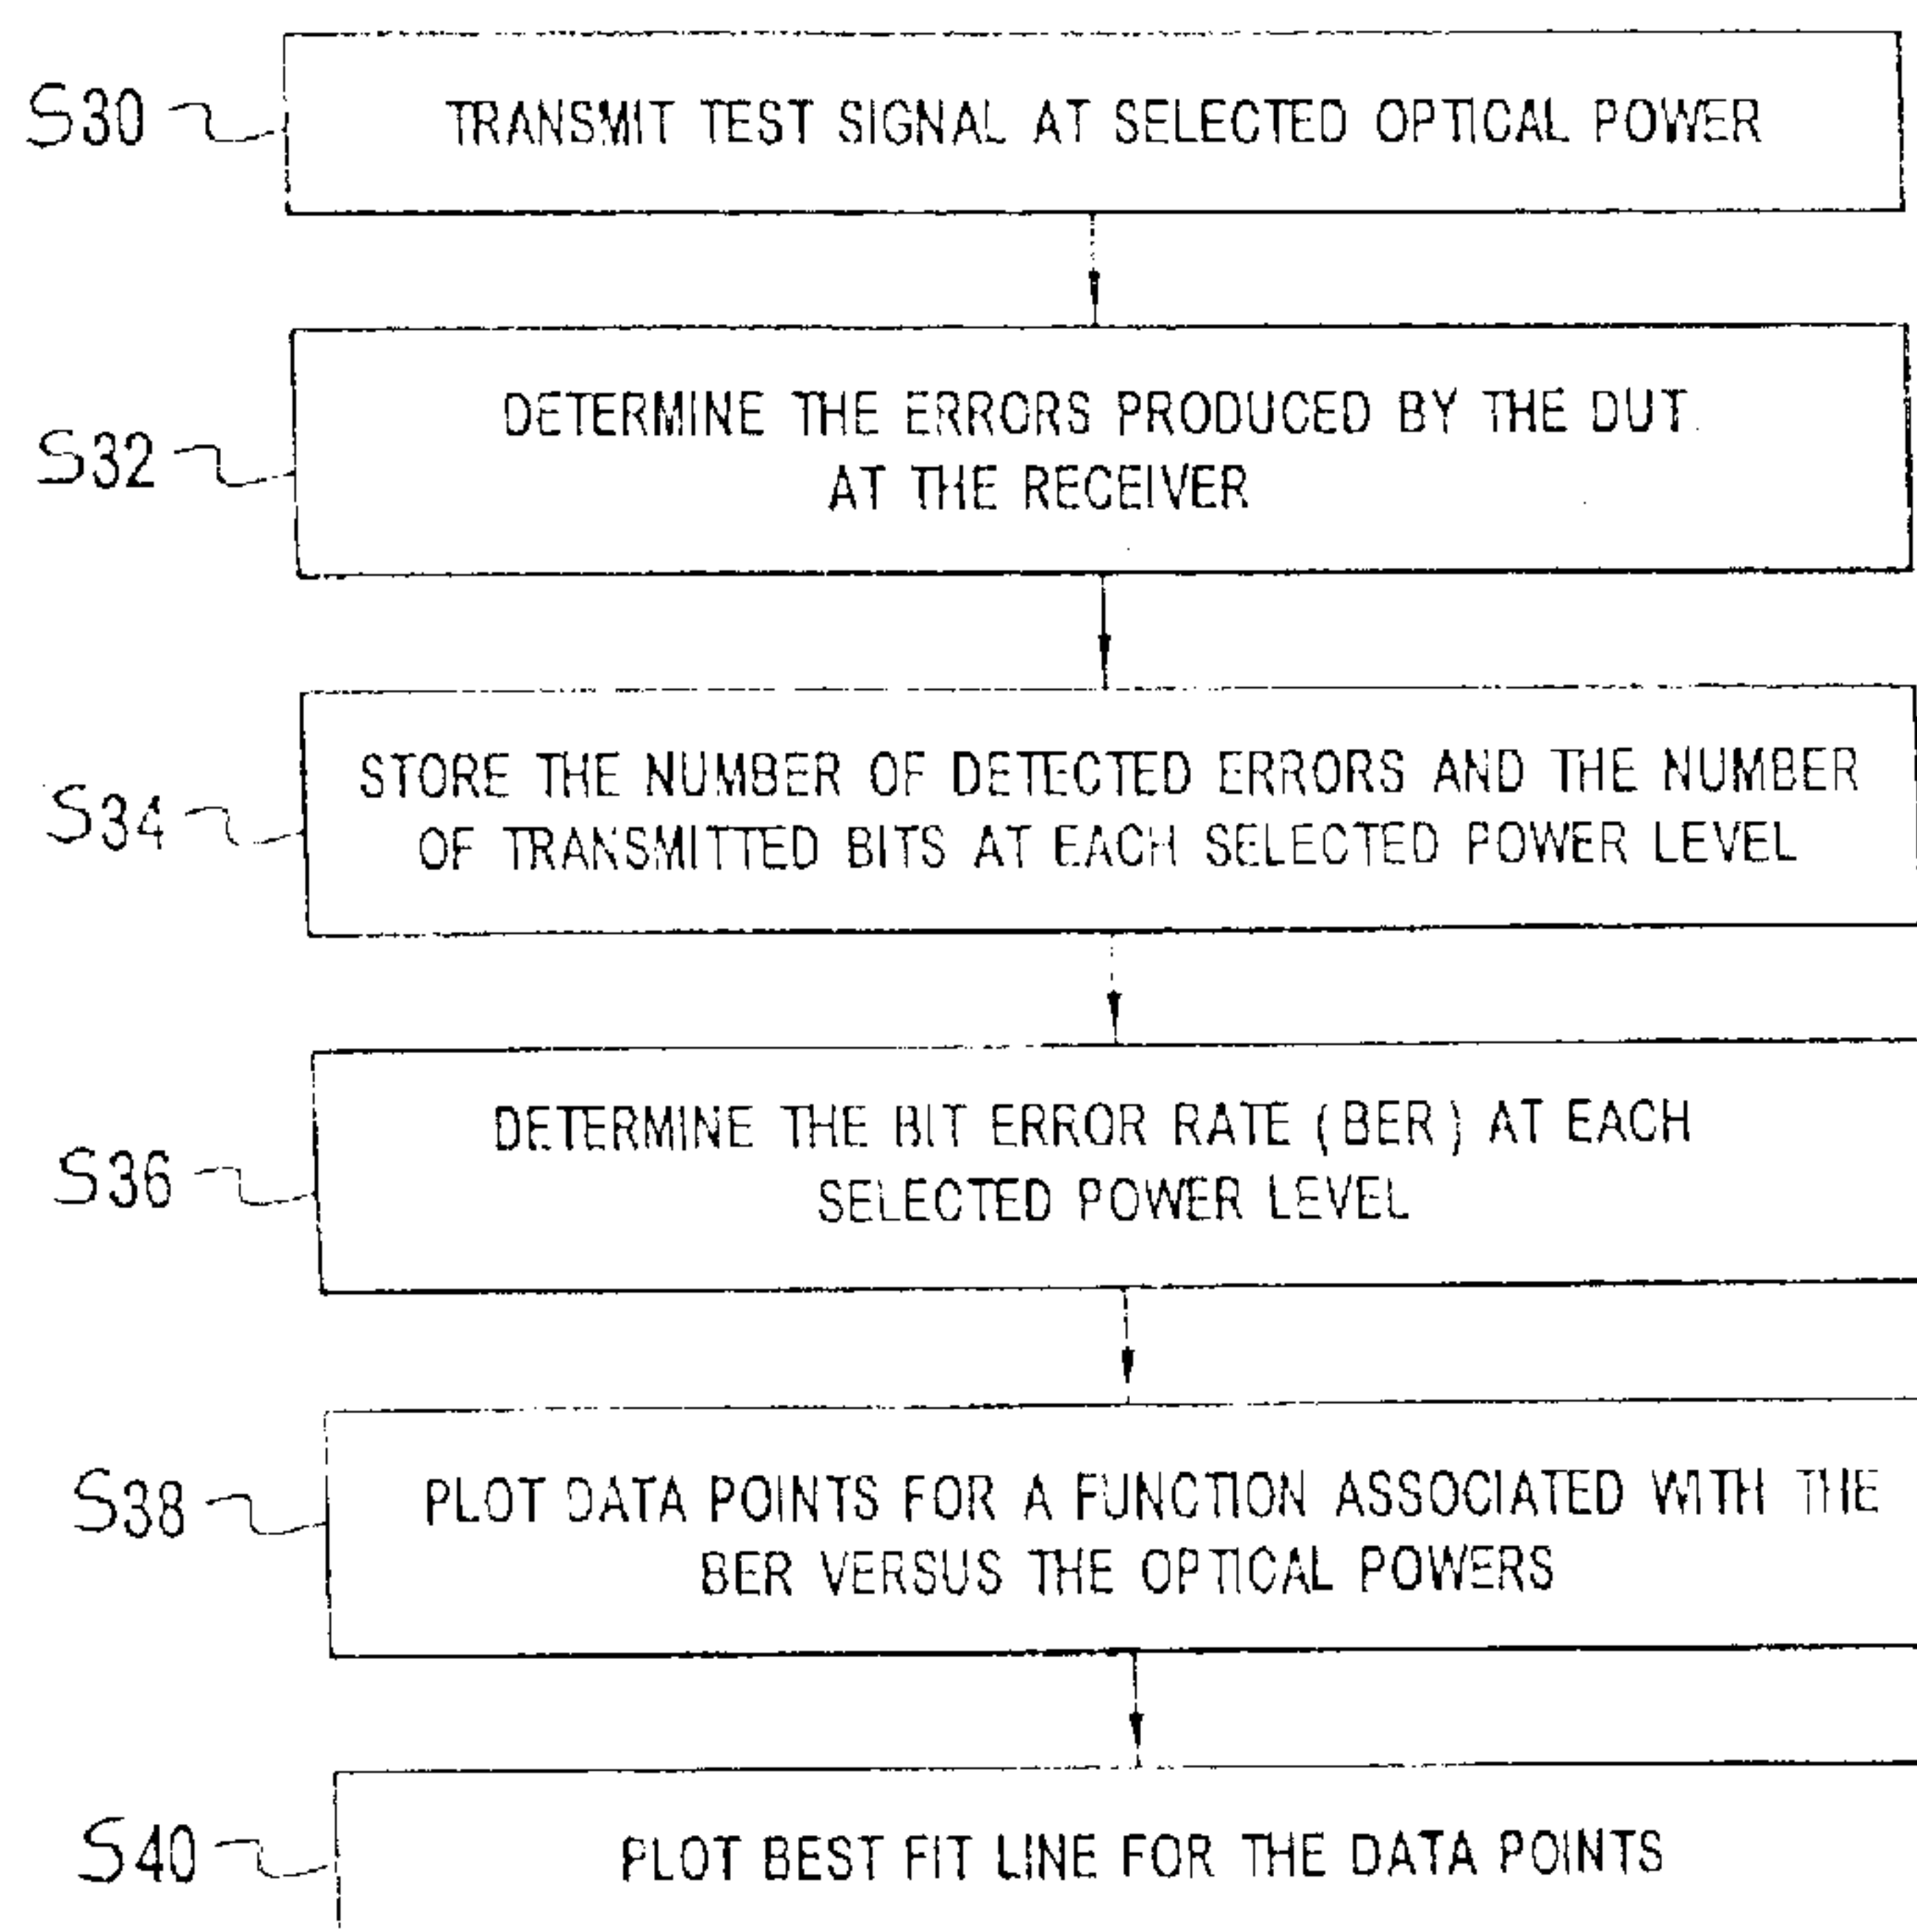 S30
TRANSMIT TEST SIGNAL AT SELECTED OPTICAL POWER
S32
DETERMINE THE ERRORS PRODUCED BY THE DUT
AT THE RECEIVER
S34
STORE THE NUMBER OF DETECTED ERRORS AND THE NUMBER
OF TRANSMITTED BITS AT EACH SELECTED POWER LEVEL
S36
DETERMINE THE BIT ERROR RATE (BER) AT EACH
SELECTED POWER LEVEL
S38
PLOT DATA POINTS FOR A FUNCTION ASSOCIATED WITH THE
BER VERSUS THE OPTICAL POWERS
S40
PLOT BEST FIT LINE FOR THE DATA POINTS